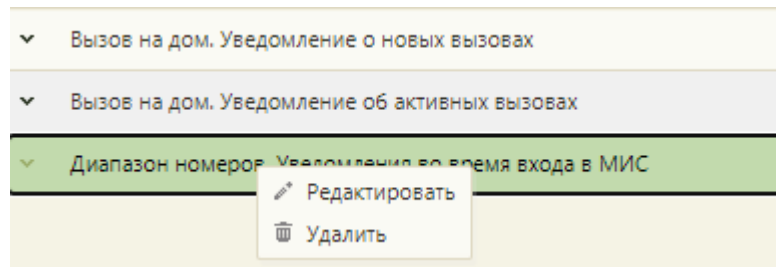 Вызов на дом. Уведомление о новых вызовах
Вызов на дом. Уведомление об активных вызовах
Диапазон номеров. Уведомления во время входа в МИС
Редактировать
Удалить